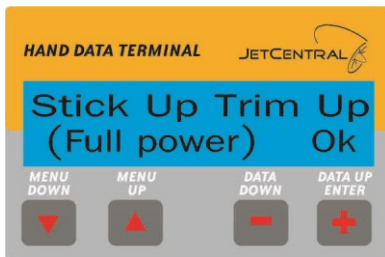 HAND DATA TERMINAL JETCENTRAL
Stick Up Trim Up
(Full power) Ok
MENU DOWN MENU UP DATA DOWN DATA UP ENTER